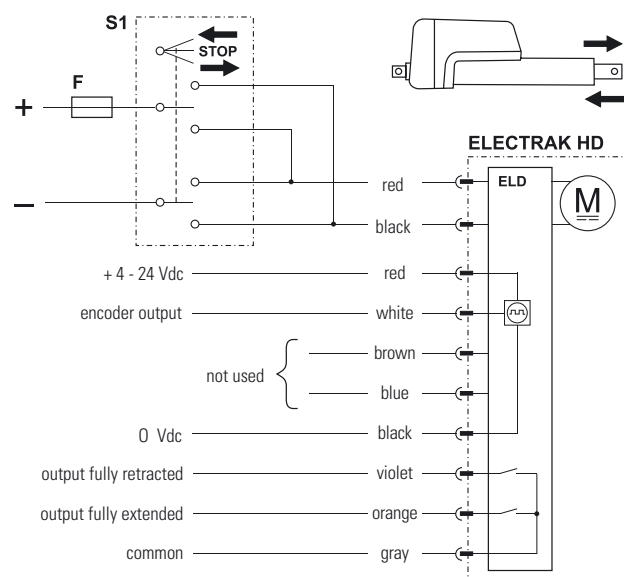 S1
STOP
F
+
–
ELECTRAK HD
ELD
M
red
black
+ 4 - 24 Vdc red
encoder output white
not used
brown
blue
0 Vdc black
output fully retracted violet
output fully extended orange
common gray